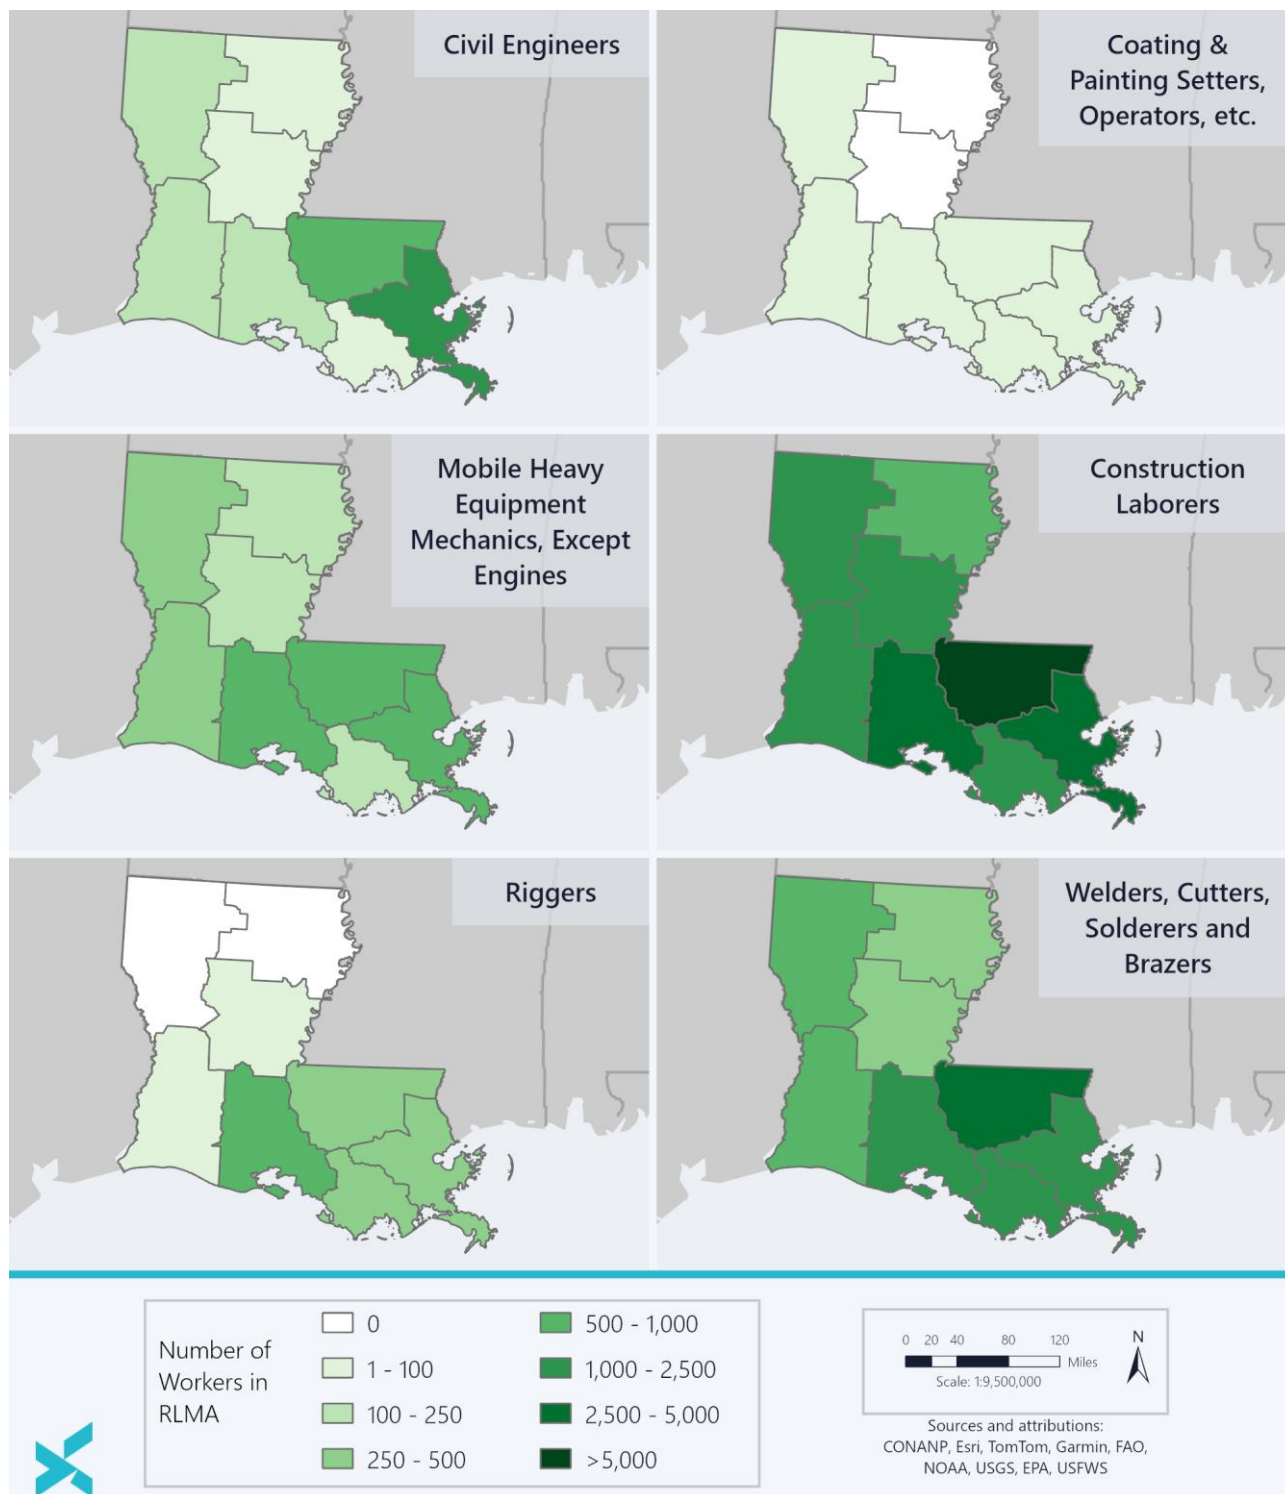 Civil Engineers
Coating &
Painting Setters,
Operators, etc.
Mobile Heavy
Equipment
Mechanics, Except
Engines
Construction
Laborers
Riggers
Welders, Cutters,
Solderers and
Brazers
Number of
Workers in
RLMA
0
1 - 100
100 - 250
250 - 500
500 - 1,000
1,000 - 2,500
2,500 - 5,000
>5,000
0 20 40 80 120
Miles
Scale: 1:9,500,000
N
Sources and attributions:
CONANP, Esri, TomTom, Garmin, FAO,
NOAA, USGS, EPA, USFWS